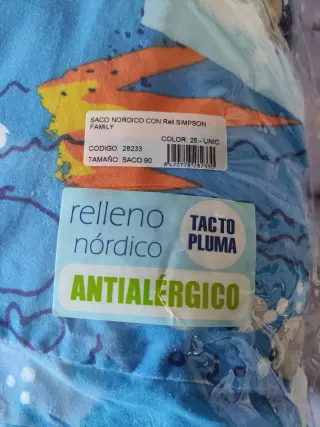 SACO NORDICO CON Rell SIMPSON
FAMILY
COLOR 25 - UNIC
CODIGO 28233
TAMAÑO SACO 90
relleno
nórdico
TACTO
PLUMA
ANTIALÉRGICO